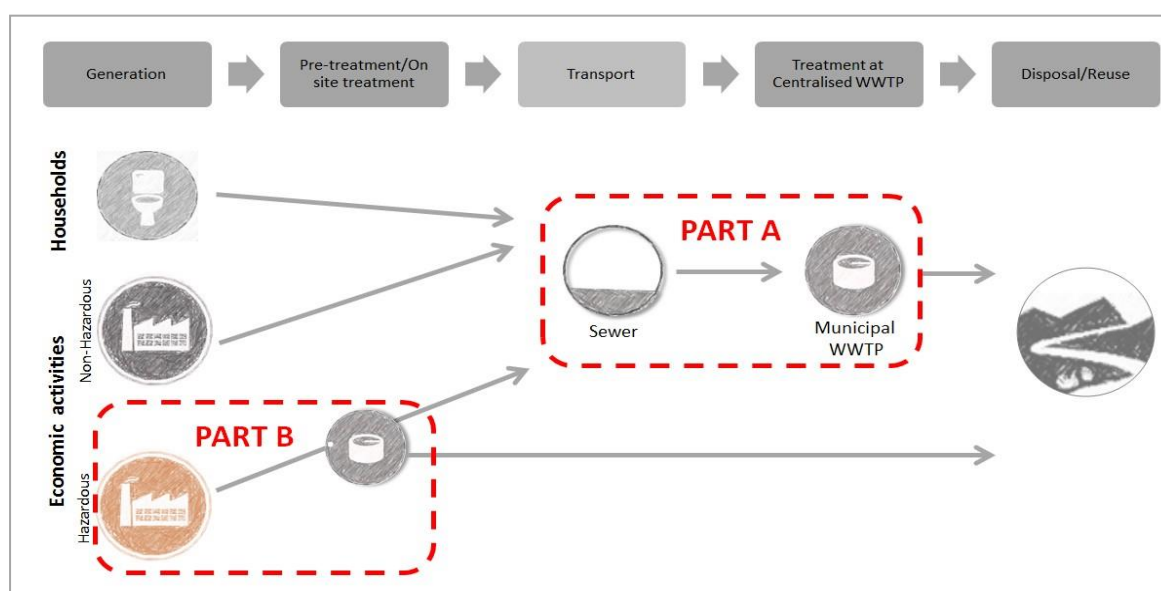 Generation
Pre-treatment/On
site treatment
Transport
Treatment at
Centralised WWTP
Disposal/Reuse
Households
PART A
Sewer
Municipal
WWTP
Economic activities
Non-Hazardous
PART B
Hazardous